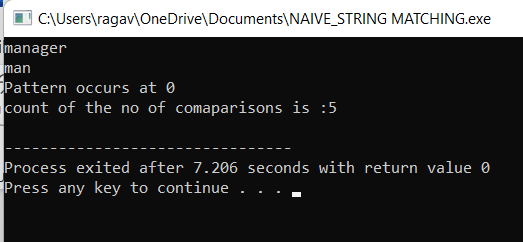 C:\Users\ragav\OneDrive\Documents\NAIVE_STRING MATCHING.exe
manager
man
Pattern occurs at 0
count of the no of comaparisons is :5
--------------------------------
Process exited after 7.206 seconds with return value 0
Press any key to continue . . .